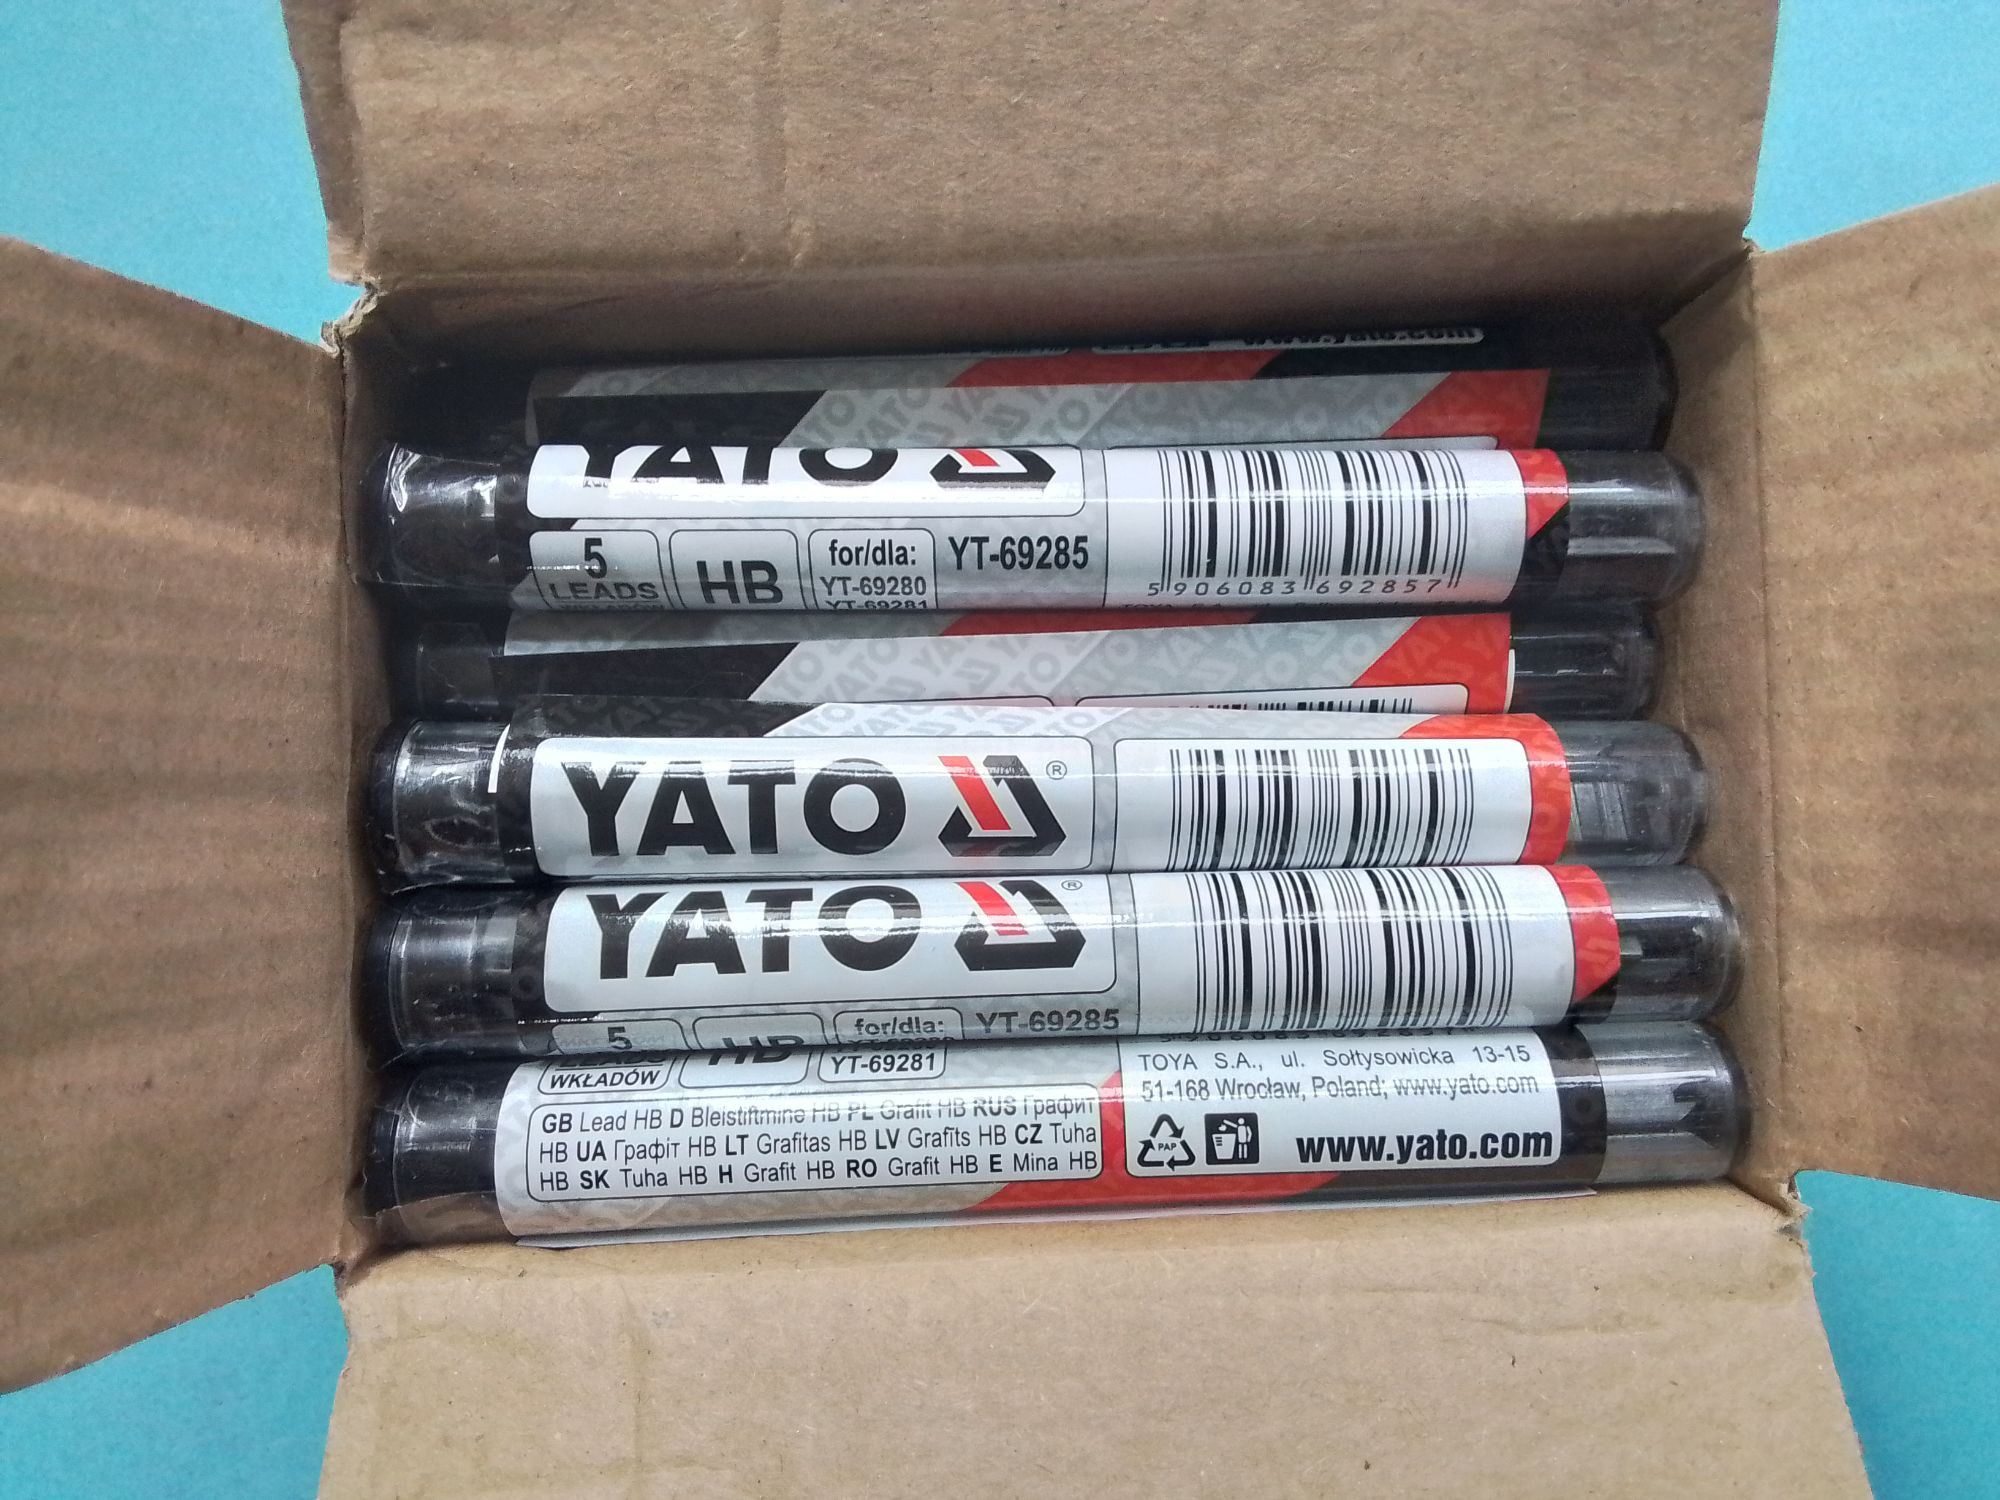 www.yato.com
YATO
5
LEADS
HB
for/dla:
YT-69280
YT-69281
YT-69285
5 906083 692857
YATO ®
YATO ®
5
HB
for/dla:
YT-69285
WKŁADÓW
YT-69281
GB Lead HB D Bleistiftmine HB PL Grafit HB RUS Графит
HB UA Графіт HB LT Grafitas HB LV Grafīts HB CZ Tuha
HB SK Tuha HB H Grafit HB RO Grafit HB E Mina HB
TOYA S.A., ul. Sołtysowicka 13-15
51-168 Wrocław, Poland; www.yato.com
PAP
www.yato.com